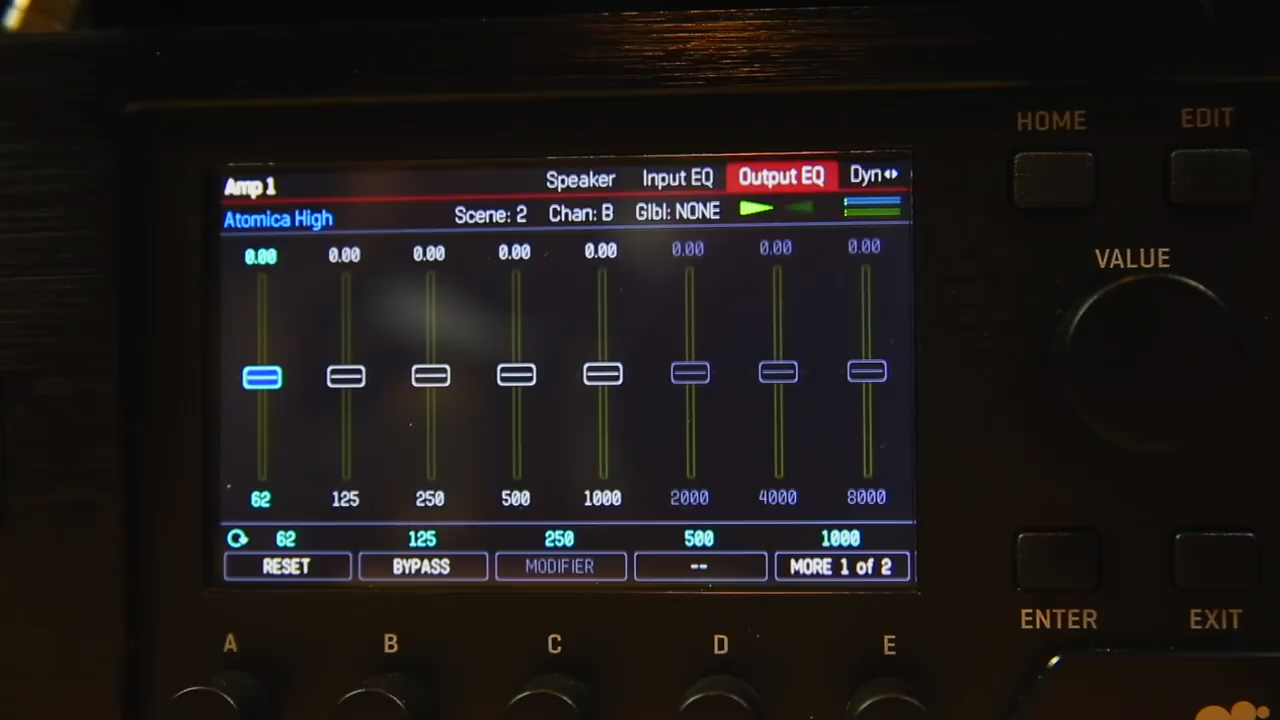 HOME EDIT
Amp 1 Speaker Input EQ Output EQ Dyn
Atomica High Scene: 2 Chan: B Glbl: NONE
VALUE
0.00 0.00 0.00 0.00 0.00 0.00 0.00 0.00
62 125 250 500 1000 2000 4000 8000
62 125 250 500 1000
RESET BYPASS MODIFIER -- MORE 1 of 2
ENTER EXIT
A B C D E